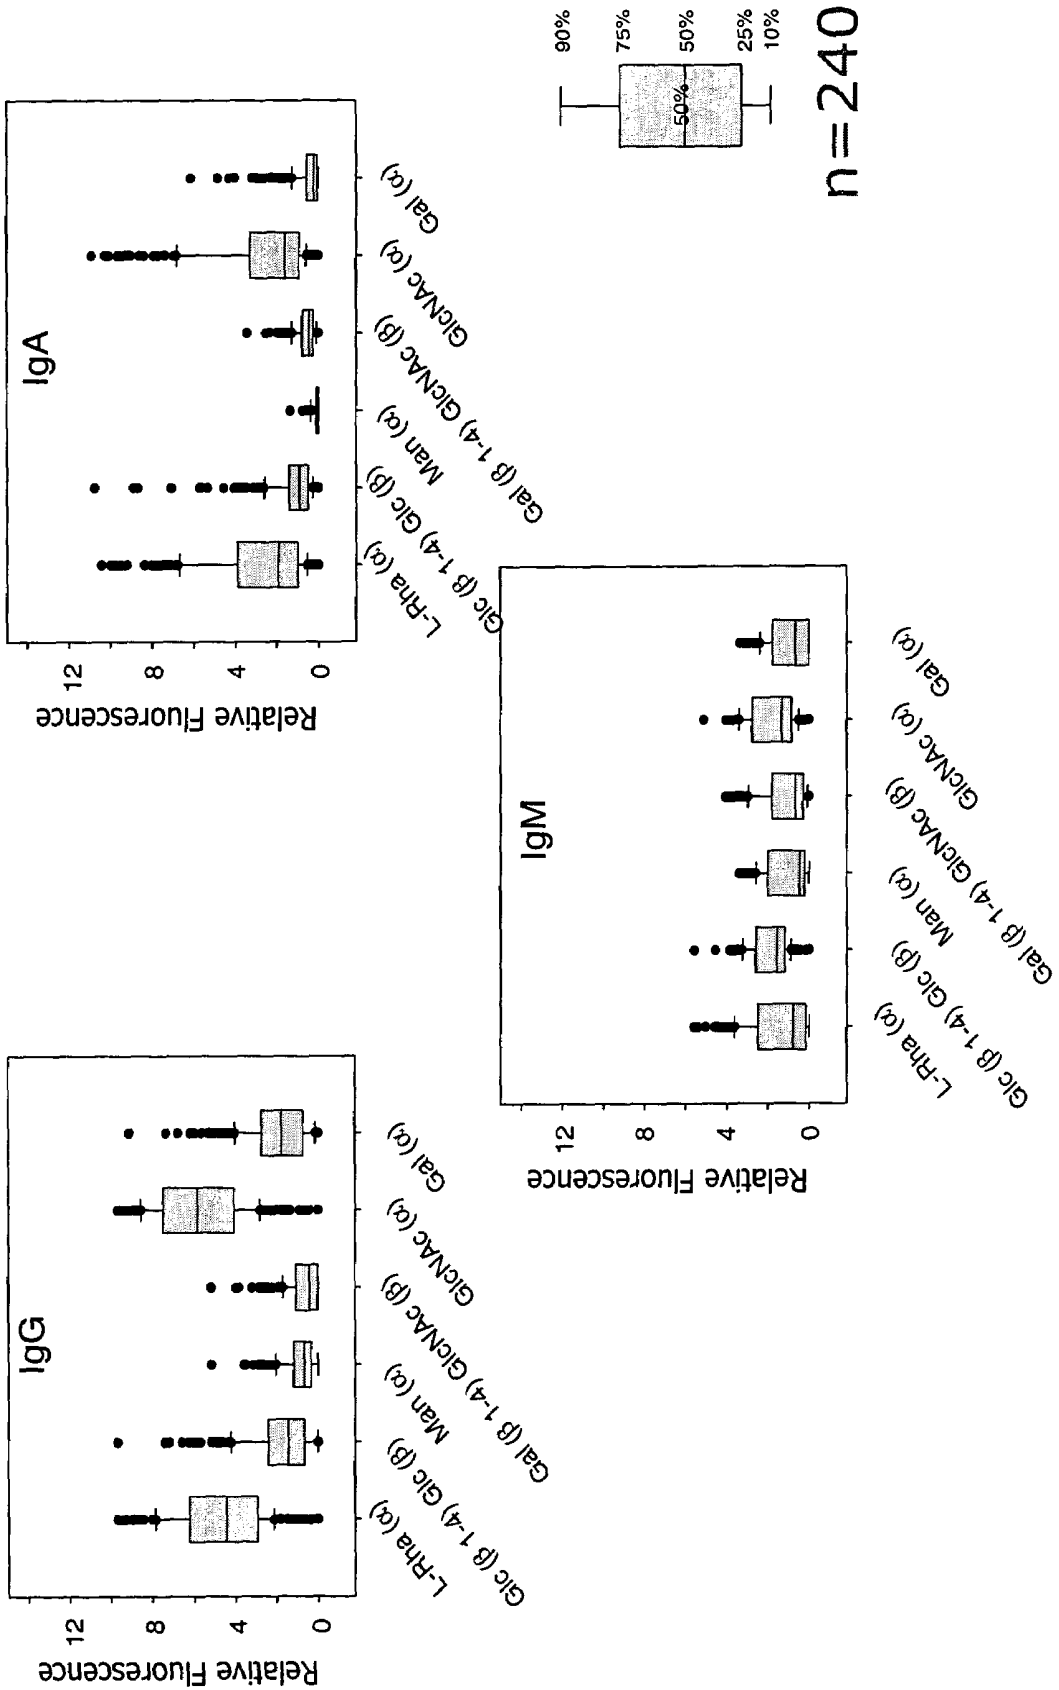 IgG
Relative Fluorescence
12
8
4
0
L-Rha (α)
Glc (β 1-4) Glc (β)
Man (α)
Gal (β 1-4) GlcNAc (β)
GlcNAc (α)
Gal (α)
IgA
Relative Fluorescence
12
8
4
0
L-Rha (α)
Glc (β 1-4) Glc (β)
Man (α)
Gal (β 1-4) GlcNAc (β)
GlcNAc (α)
Gal (α)
IgM
Relative Fluorescence
12
8
4
0
L-Rha (α)
Glc (β 1-4) Glc (β)
Man (α)
Gal (β 1-4) GlcNAc (β)
GlcNAc (α)
Gal (α)
90%
75%
50%
50%
25%
10%
n=240